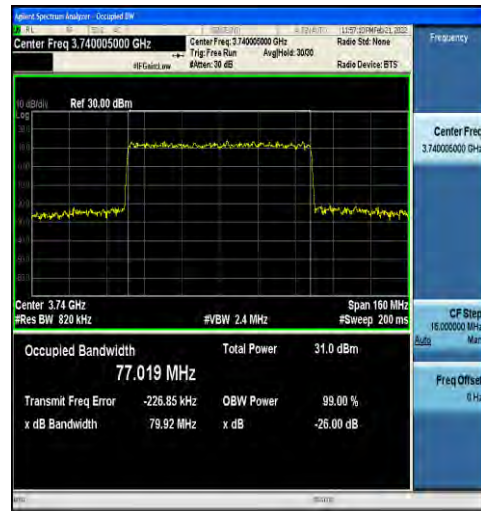 Agilent Spectrum Analyzer - Occupied BW
Center Freq 3.740005000 GHz
Center Freq: 3.740005000 GHz
Radio Std: None
Trig: Free Run
Avg|Hold: 30/30
#IFGain:Low
#Atten: 30 dB
Radio Device: BTS
Frequency
10 dB/div
Ref 30.00 dBm
Log
Center Freq
3.740005000 GHz
Center 3.74 GHz
Span 160 MHz
#Res BW 820 kHz
#VBW 2.4 MHz
#Sweep 200 ms
CF Step
16.000000 MHz
Auto
Man
Occupied Bandwidth
Total Power
31.0 dBm
77.019 MHz
Freq Offset
0 Hz
Transmit Freq Error
-226.85 kHz
OBW Power
99.00 %
x dB Bandwidth
79.92 MHz
x dB
-26.00 dB